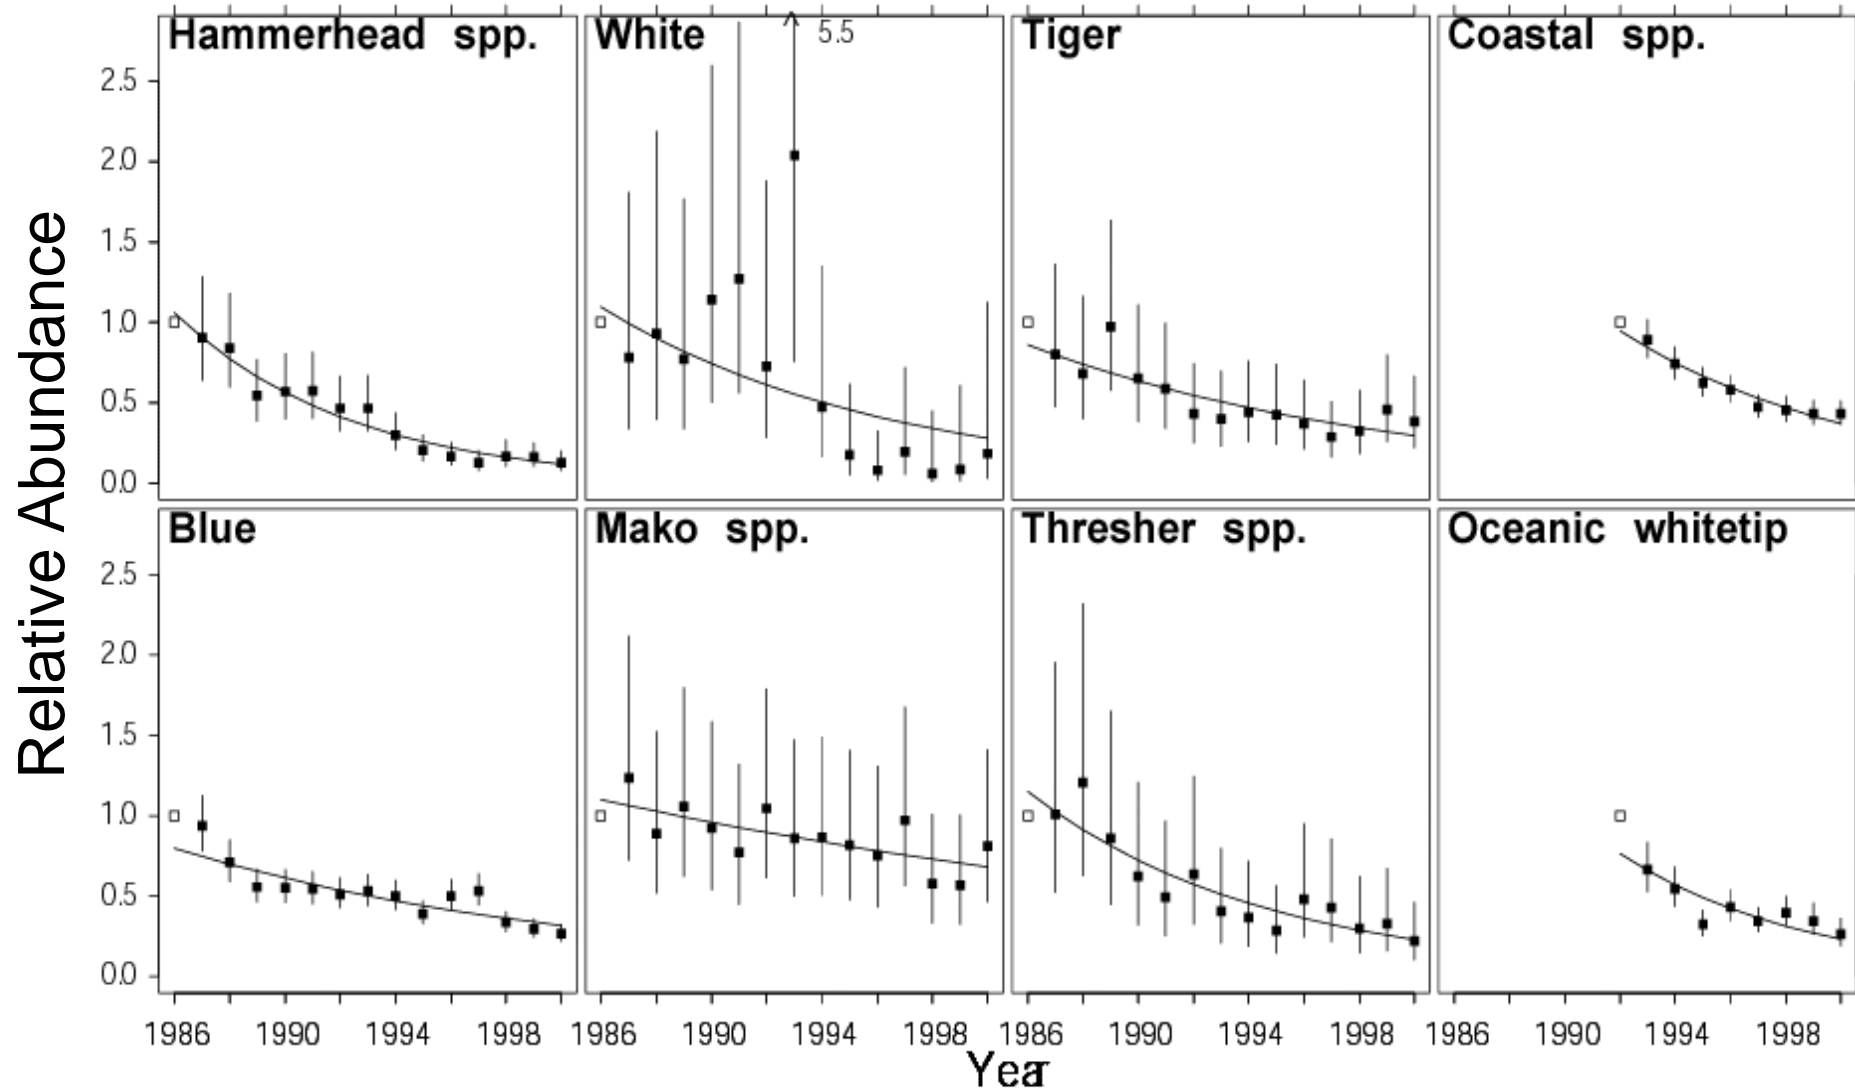 Hammerhead spp.
White
5.5
Tiger
Coastal spp.
2.5
2.0
1.5
1.0
0.5
0.0
Relative Abundance
Blue
Mako spp.
Thresher spp.
Oceanic whitetip
2.5
2.0
1.5
1.0
0.5
0.0
1986 1990 1994 1998 1986 1990 1994 1998 1986 1990 1994 1998 1986 1990 1994 1998
Year